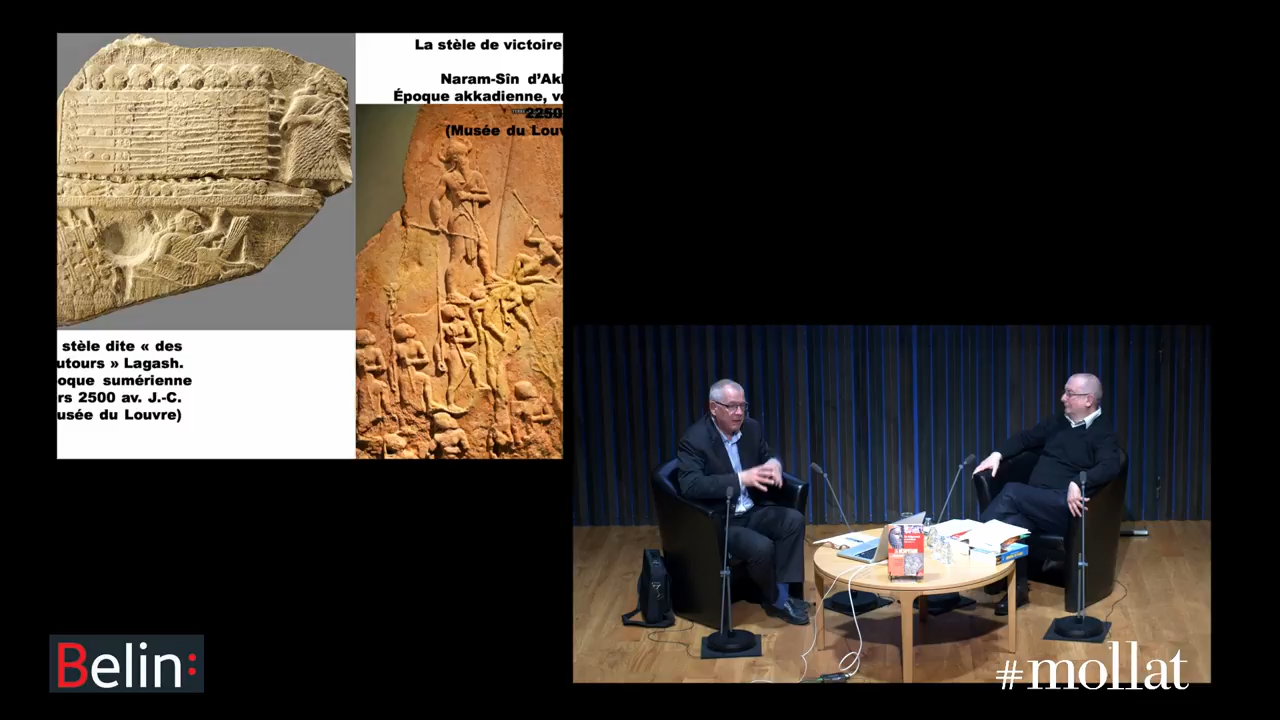 La stèle de victoire
Naram-Sîn d'Ak
Époque akkadienne, v
2250
(Musée du Louv
stèle dite « des
utours » Lagash.
oque sumérienne
rs 2500 av. J.-C.
usée du Louvre)
Belin:
#mollat